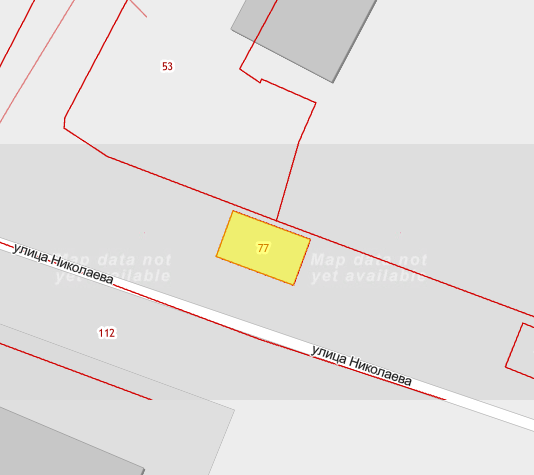 53
77
Map data not
yet available
Map data not
yet available
улица Николаева
112
улица Николаева